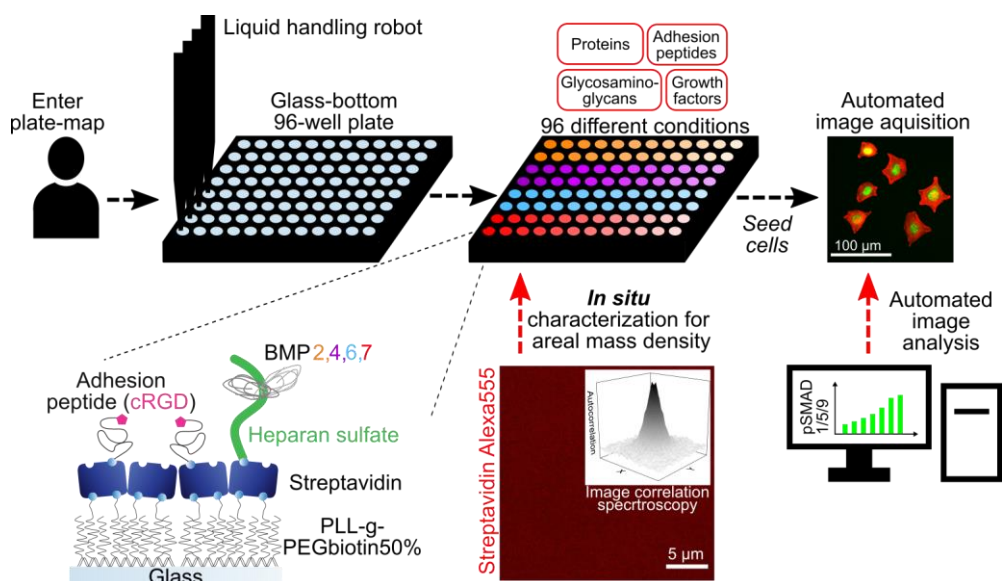 Liquid handling robot
Enter
plate-map
Glass-bottom
96-well plate
Proteins
Adhesion
peptides
Glycosamino-
glycans
Growth
factors
96 different conditions
Seed
cells
Automated
image aquisition
100 µm
BMP 2,4,6,7
Adhesion
peptide (cRGD)
Heparan sulfate
Streptavidin
PLL-g-
PEGbiotin50%
Glass
In situ
characterization for
areal mass density
Streptavidin Alexa555
Autocorrelation
x
y
Image correlation
spectrroscopy
5 µm
Automated
image
analysis
pSMAD
1/5/9